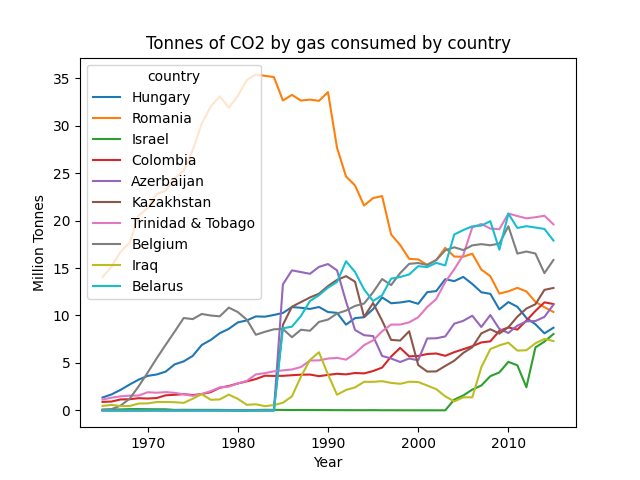 Tonnes of CO2 by gas consumed by country
country
Hungary
Romania
Israel
Colombia
Azerbaijan
Kazakhstan
Trinidad & Tobago
Belgium
Iraq
Belarus
Million Tonnes
35
30
25
20
15
10
5
0
1970 1980 1990 2000 2010
Year